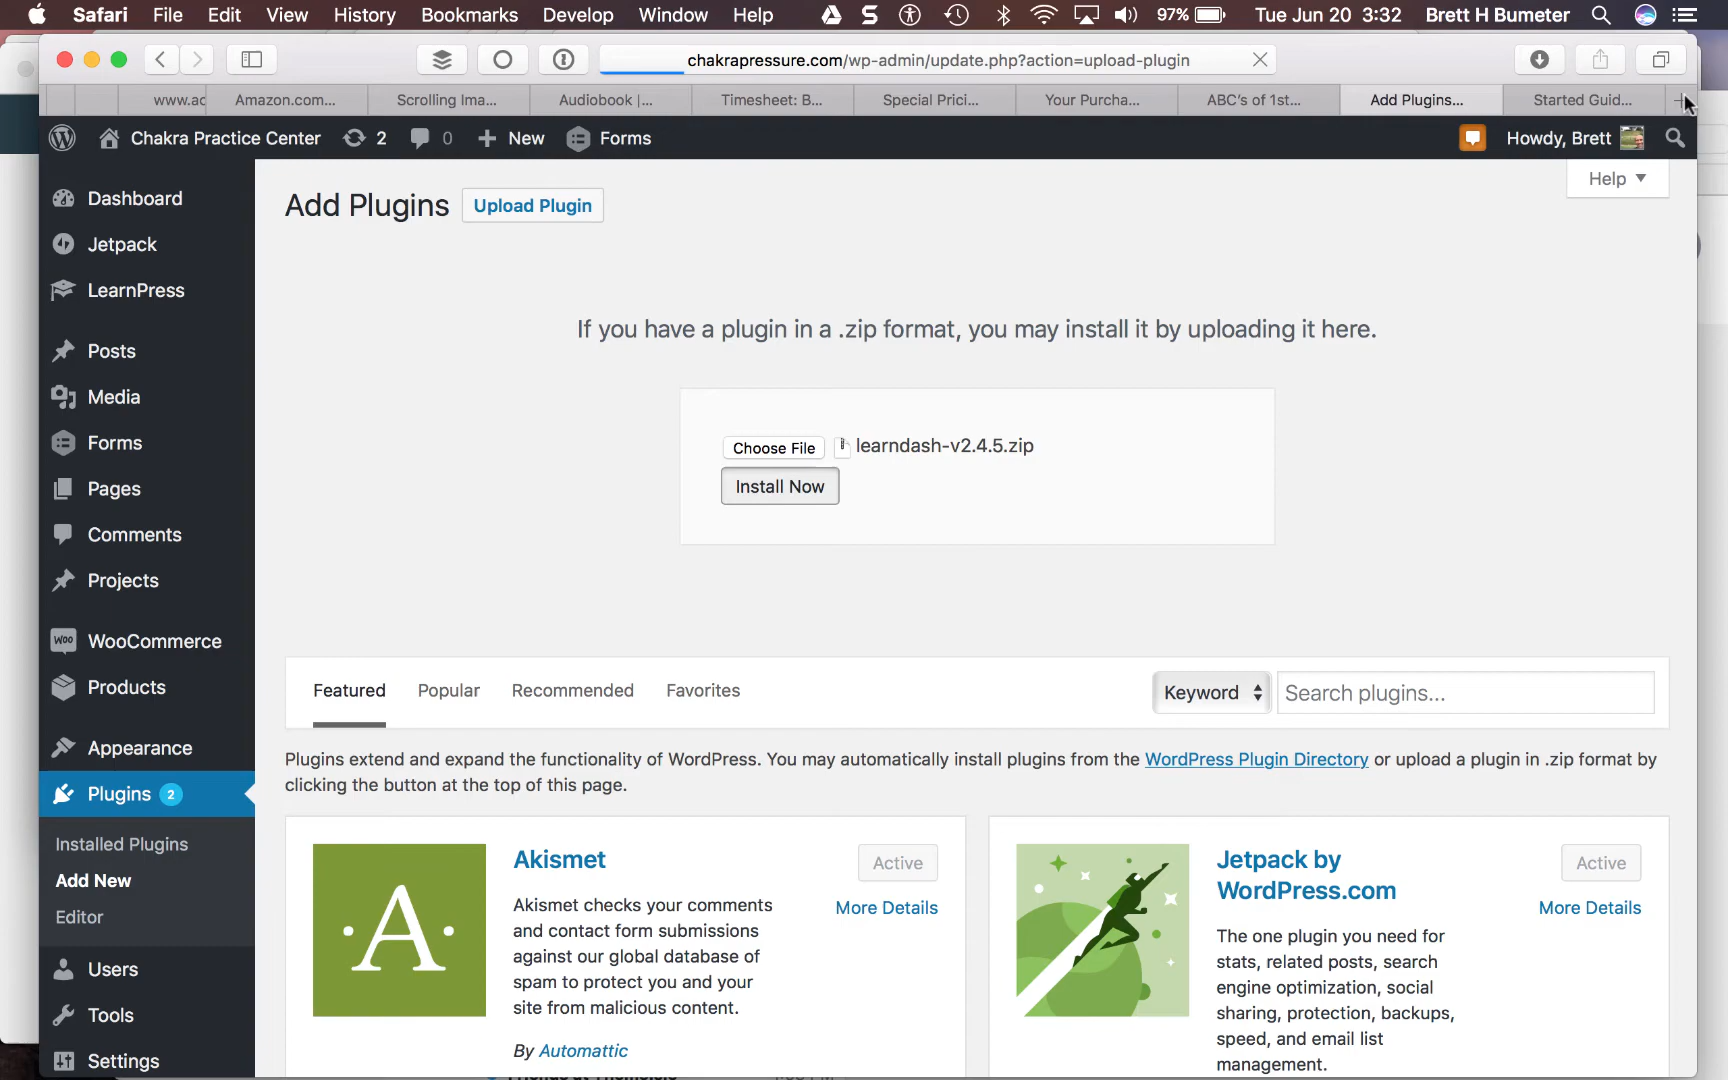 Safari File Edit View History Bookmarks Develop Window Help 97% Tue Jun 20 3:32 Brett H Bumeter
chakrapressure.com/wp-admin/update.php?action=upload-plugin
www.ac Amazon.com... Scrolling Ima... Audiobook |... Timesheet: B... Special Prici... Your Purcha... ABC's of 1st... Add Plugins... Started Guid...
Chakra Practice Center 2 0 New Forms Howdy, Brett
Help
Add Plugins Upload Plugin
If you have a plugin in a .zip format, you may install it by uploading it here.
Choose File learndash-v2.4.5.zip
Install Now
Dashboard
Jetpack
LearnPress
Posts
Media
Forms
Pages
Comments
Projects
Woo WooCommerce
Products
Appearance
Plugins 2
Installed Plugins
Add New
Editor
Users
Tools
Settings
Featured Popular Recommended Favorites Keyword Search plugins...
Plugins extend and expand the functionality of WordPress. You may automatically install plugins from the WordPress Plugin Directory or upload a plugin in .zip format by
clicking the button at the top of this page.
A
Akismet
Active
More Details
Akismet checks your comments
and contact form submissions
against our global database of
spam to protect you and your
site from malicious content.
By Automattic
Jetpack by
WordPress.com
Active
More Details
The one plugin you need for
stats, related posts, search
engine optimization, social
sharing, protection, backups,
speed, and email list
management.